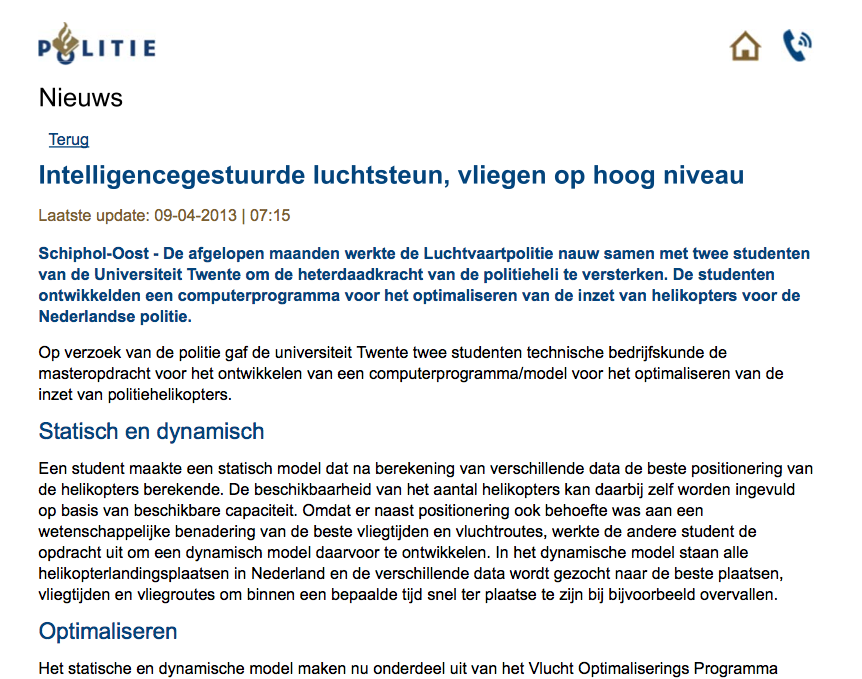 POLITIE
Nieuws
Terug
Intelligencegestuurde luchtsteun, vliegen op hoog niveau
Laatste update: 09-04-2013 | 07:15
Schiphol-Oost - De afgelopen maanden werkte de Luchtvaartpolitie nauw samen met twee studenten
van de Universiteit Twente om de heterdaadkracht van de politieheli te versterken. De studenten
ontwikkelden een computerprogramma voor het optimaliseren van de inzet van helikopters voor de
Nederlandse politie.
Op verzoek van de politie gaf de universiteit Twente twee studenten technische bedrijfskunde de
masteropdracht voor het ontwikkelen van een computerprogramma/model voor het optimaliseren van de
inzet van politiehelikopters.
Statisch en dynamisch
Een student maakte een statisch model dat na berekening van verschillende data de beste positionering van
de helikopters berekende. De beschikbaarheid van het aantal helikopters kan daarbij zelf worden ingevuld
op basis van beschikbare capaciteit. Omdat er naast positionering ook behoefte was aan een
wetenschappelijke benadering van de beste vliegtijden en vluchtroutes, werkte de andere student de
opdracht uit om een dynamisch model daarvoor te ontwikkelen. In het dynamische model staan alle
helikopterlandingsplaatsen in Nederland en de verschillende data wordt gezocht naar de beste plaatsen,
vliegtijden en vliegroutes om binnen een bepaalde tijd snel ter plaatse te zijn bij bijvoorbeeld overvallen.
Optimaliseren
Het statische en dynamische model maken nu onderdeel uit van het Vlucht Optimaliserings Programma